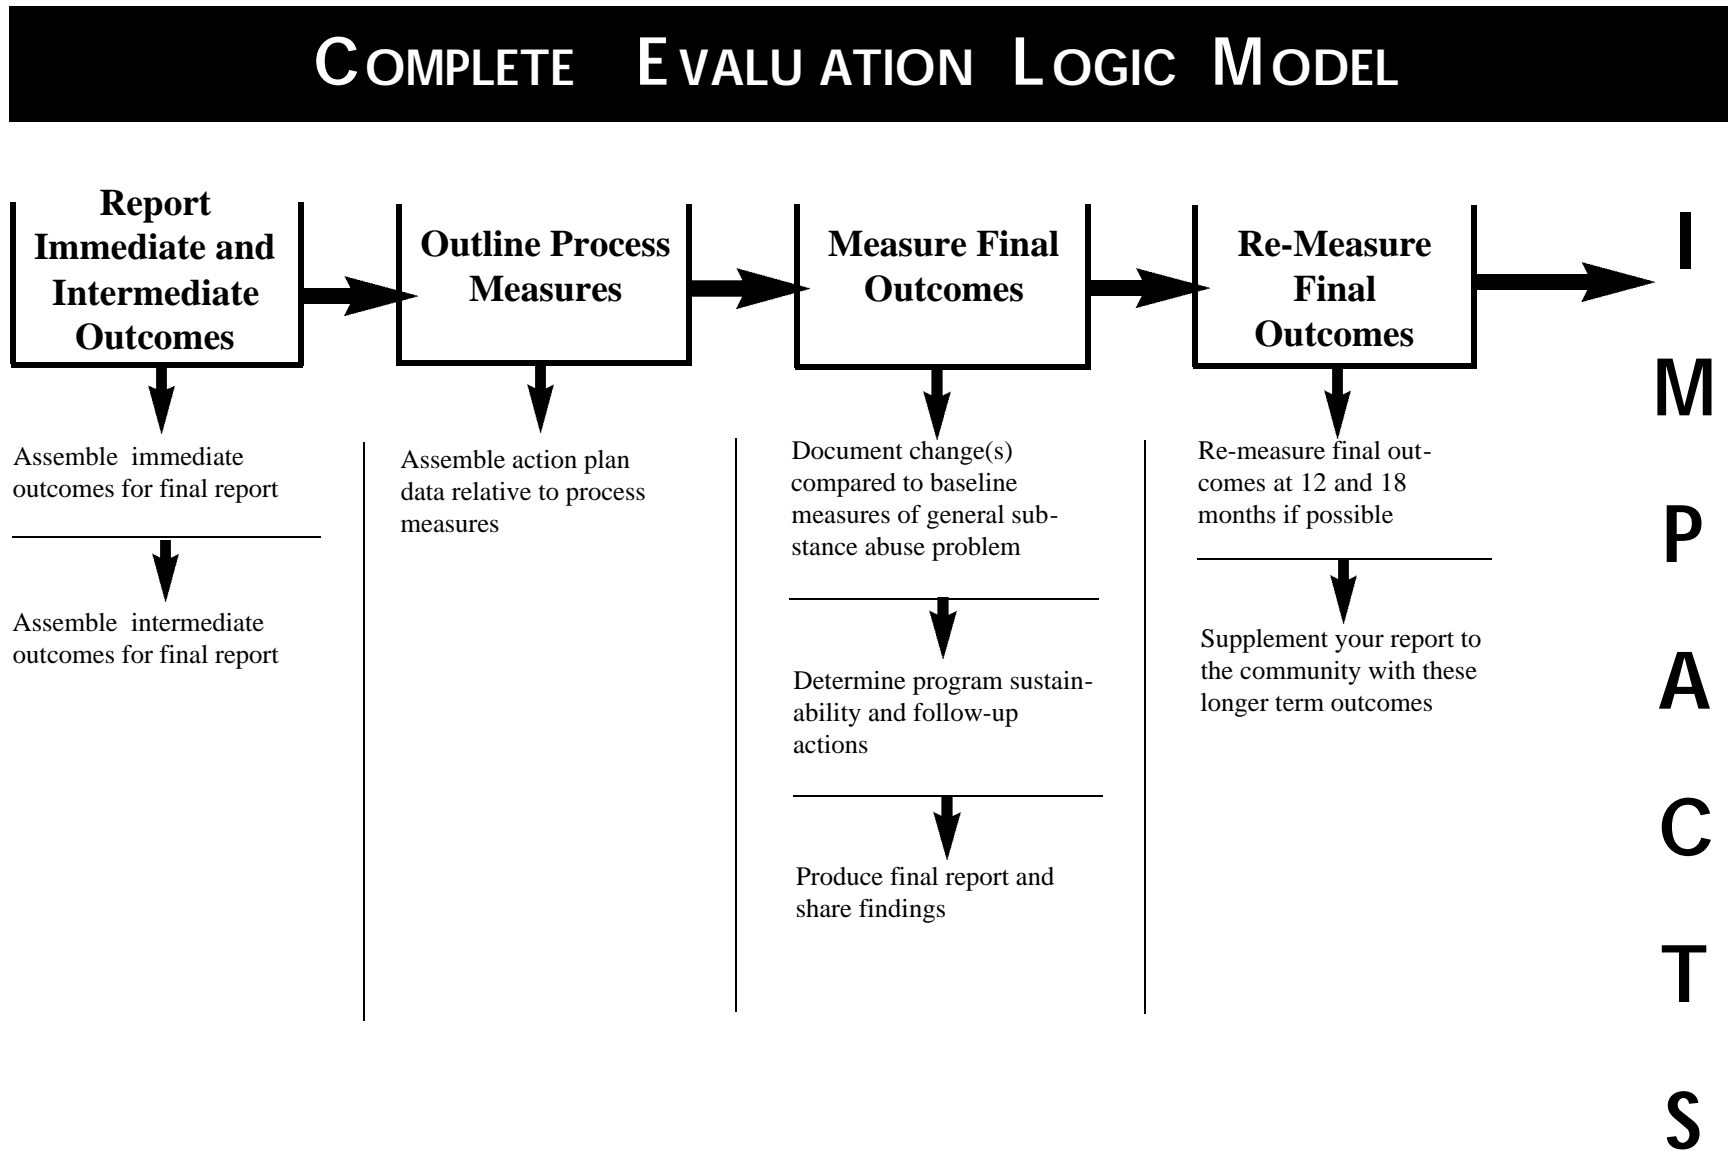 COMPLETE EVALUATION LOGIC MODEL
Report
Immediate and
Intermediate
Outcomes
Assemble immediate
outcomes for final report
Assemble intermediate
outcomes for final report
Outline Process
Measures
Assemble action plan
data relative to process
measures
Measure Final
Outcomes
Document change(s)
compared to baseline
measures of general sub-
stance abuse problem
Determine program sustain-
ability and follow-up
actions
Produce final report and
share findings
Re-Measure
Final
Outcomes
Re-measure final out-
comes at 12 and 18
months if possible
Supplement your report to
the community with these
longer term outcomes
I
M
P
A
C
T
S